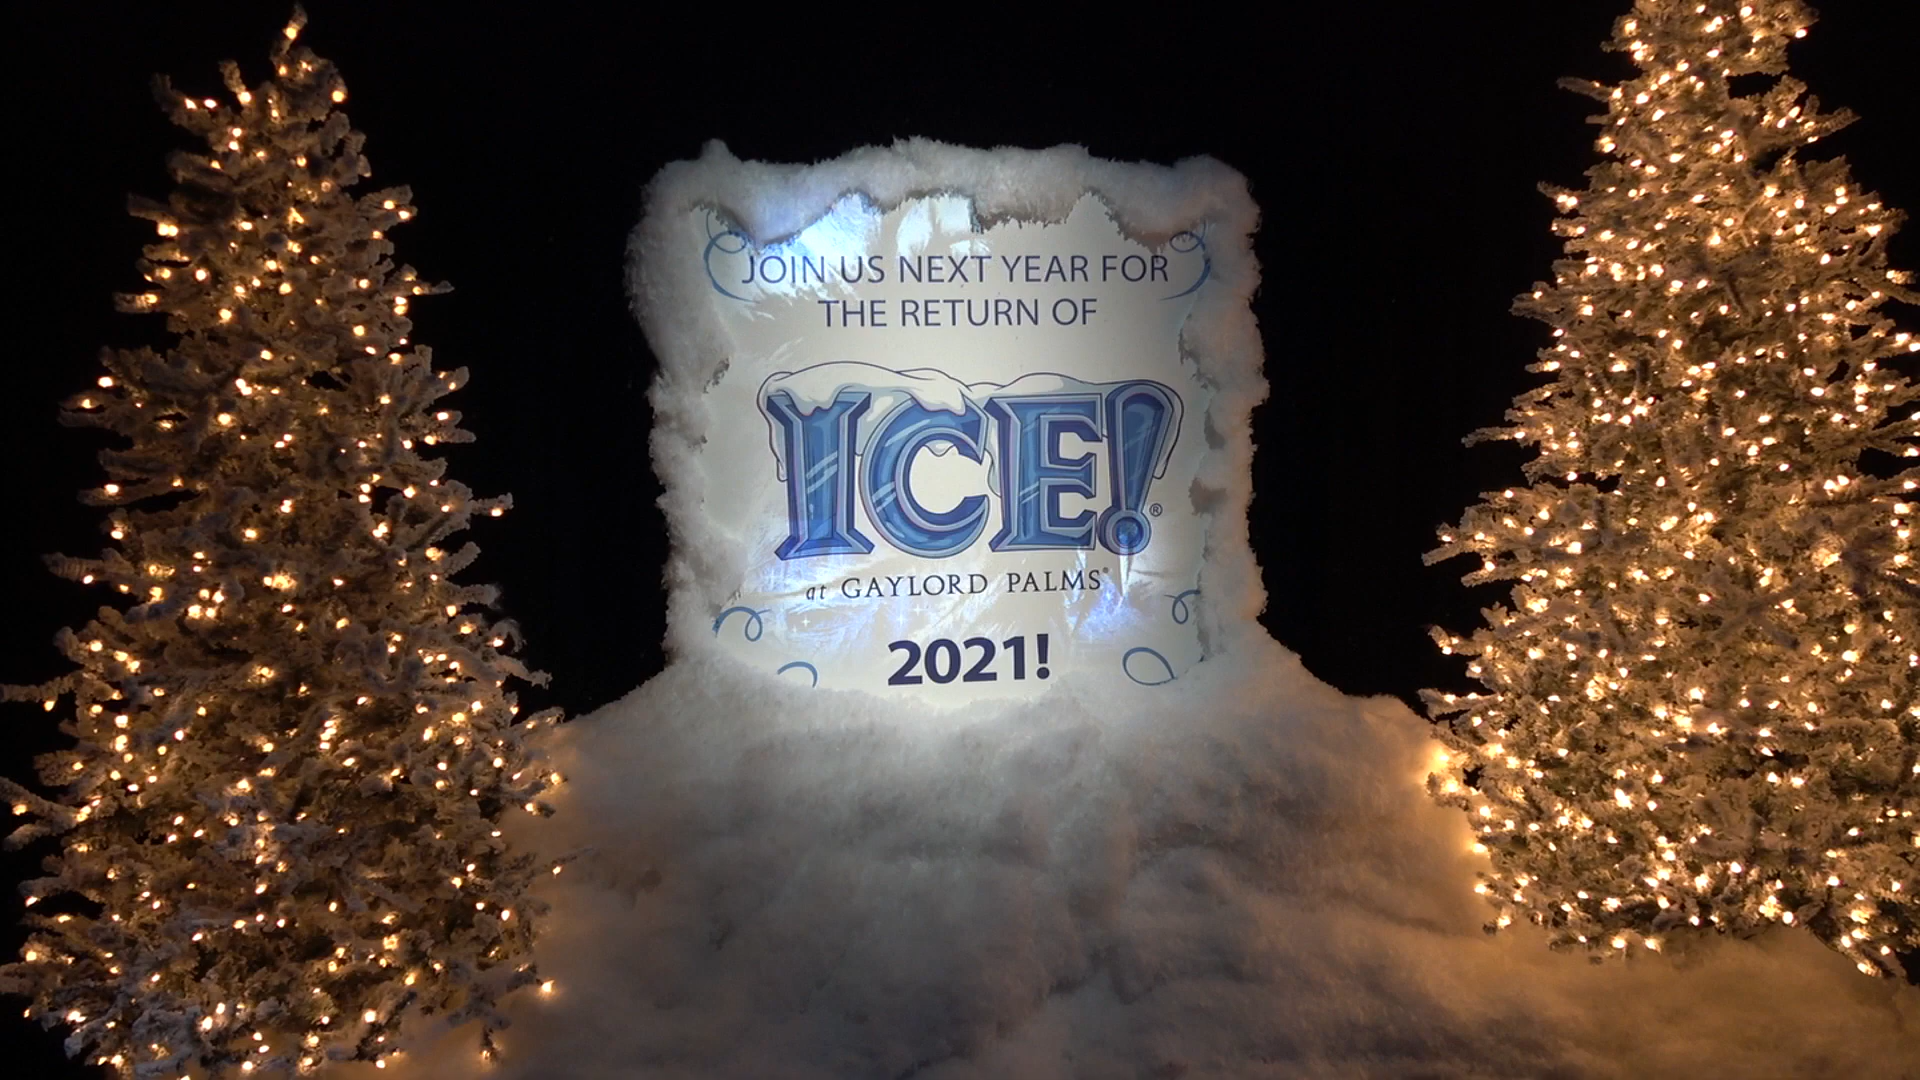 JOIN US NEXT YEAR FOR
THE RETURN OF
ICE!®
at GAYLORD PALMS®
2021!